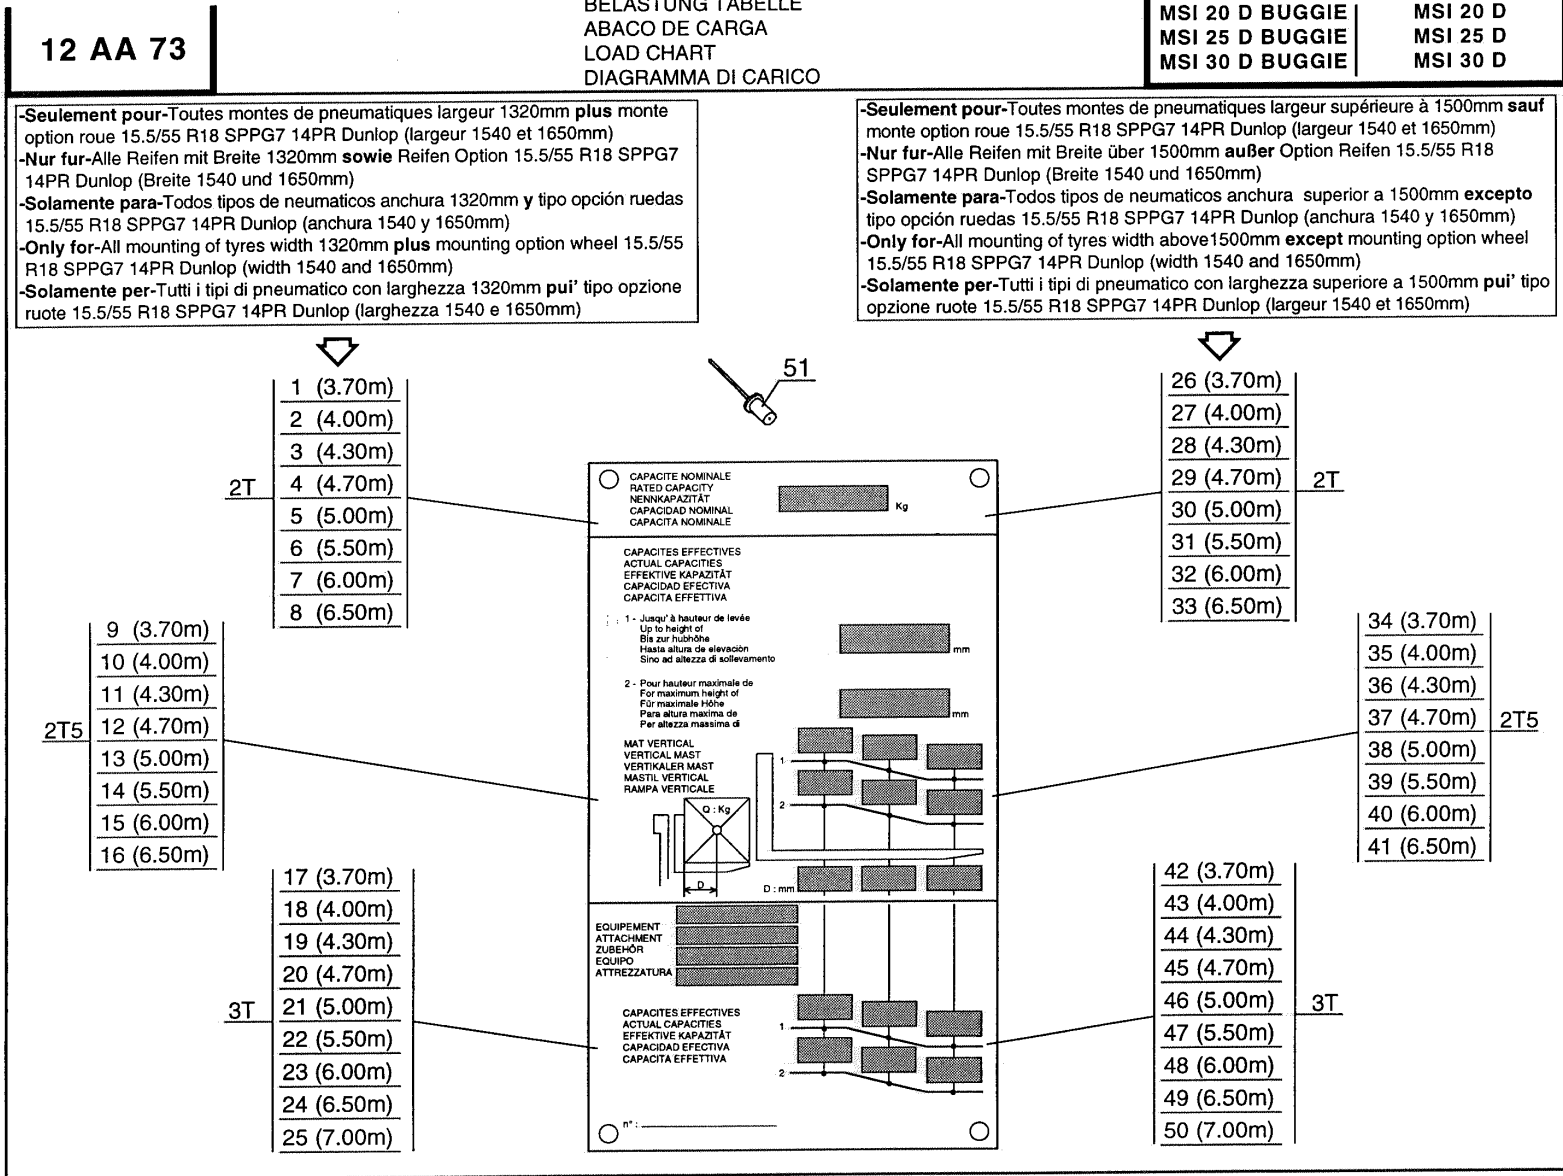 BELASTUNG TABELLE
ABACO DE CARGA
LOAD CHART
DIAGRAMMA DI CARICO
12 AA 73
MSI 20 D BUGGIE MSI 20 D
MSI 25 D BUGGIE MSI 25 D
MSI 30 D BUGGIE MSI 30 D
-Seulement pour-Toutes montes de pneumatiques largeur 1320mm plus monte
option roue 15.5/55 R18 SPPG7 14PR Dunlop (largeur 1540 et 1650mm)
-Nur fur-Alle Reifen mit Breite 1320mm sowie Reifen Option 15.5/55 R18 SPPG7
14PR Dunlop (Breite 1540 und 1650mm)
-Solamente para-Todos tipos de neumaticos anchura 1320mm y tipo opción ruedas
15.5/55 R18 SPPG7 14PR Dunlop (anchura 1540 y 1650mm)
-Only for-All mounting of tyres width 1320mm plus mounting option wheel 15.5/55
R18 SPPG7 14PR Dunlop (width 1540 and 1650mm)
-Solamente per-Tutti i tipi di pneumatico con larghezza 1320mm pui' tipo opzione
ruote 15.5/55 R18 SPPG7 14PR Dunlop (larghezza 1540 e 1650mm)
-Seulement pour-Toutes montes de pneumatiques largeur supérieure à 1500mm sauf
monte option roue 15.5/55 R18 SPPG7 14PR Dunlop (largeur 1540 et 1650mm)
-Nur fur-Alle Reifen mit Breite über 1500mm außer Option Reifen 15.5/55 R18
SPPG7 14PR Dunlop (Breite 1540 und 1650mm)
-Solamente para-Todos tipos de neumaticos anchura superior a 1500mm excepto
tipo opción ruedas 15.5/55 R18 SPPG7 14PR Dunlop (anchura 1540 y 1650mm)
-Only for-All mounting of tyres width above1500mm except mounting option wheel
15.5/55 R18 SPPG7 14PR Dunlop (width 1540 and 1650mm)
-Solamente per-Tutti i tipi di pneumatico con larghezza superiore a 1500mm pui' tipo
opzione ruote 15.5/55 R18 SPPG7 14PR Dunlop (largeur 1540 et 1650mm)
2T
1 (3.70m)
2 (4.00m)
3 (4.30m)
4 (4.70m)
5 (5.00m)
6 (5.50m)
7 (6.00m)
8 (6.50m)
2T5
9 (3.70m)
10 (4.00m)
11 (4.30m)
12 (4.70m)
13 (5.00m)
14 (5.50m)
15 (6.00m)
16 (6.50m)
3T
17 (3.70m)
18 (4.00m)
19 (4.30m)
20 (4.70m)
21 (5.00m)
22 (5.50m)
23 (6.00m)
24 (6.50m)
25 (7.00m)
51
CAPACITE NOMINALE
RATED CAPACITY
NENNKAPAZITÄT
CAPACIDAD NOMINAL
CAPACITA NOMINALE
Kg
CAPACITES EFFECTIVES
ACTUAL CAPACITIES
EFFEKTIVE KAPAZITÄT
CAPACIDAD EFECTIVA
CAPACITA EFFETTIVA
1 - Jusqu' à hauteur de levée
Up to height of
Bis zur hubhöhe
Hasta altura de elevación
Sino ad altezza di sollevamento
mm
2 - Pour hauteur maximale de
For maximum height of
Für maximale Höhe
Para altura maxima de
Per altezza massima di
mm
MAT VERTICAL
VERTICAL MAST
VERTIKALER MAST
MASTIL VERTICAL
RAMPA VERTICALE
1
2
Q : Kg
D
D : mm
EQUIPEMENT
ATTACHMENT
ZUBEHÖR
EQUIPO
ATTREZZATURA
CAPACITES EFFECTIVES
ACTUAL CAPACITIES
EFFEKTIVE KAPAZITÄT
CAPACIDAD EFECTIVA
CAPACITA EFFETTIVA
1
2
n° :
26 (3.70m)
27 (4.00m)
28 (4.30m)
29 (4.70m)
30 (5.00m)
31 (5.50m)
32 (6.00m)
33 (6.50m)
2T
34 (3.70m)
35 (4.00m)
36 (4.30m)
37 (4.70m)
38 (5.00m)
39 (5.50m)
40 (6.00m)
41 (6.50m)
2T5
42 (3.70m)
43 (4.00m)
44 (4.30m)
45 (4.70m)
46 (5.00m)
47 (5.50m)
48 (6.00m)
49 (6.50m)
50 (7.00m)
3T